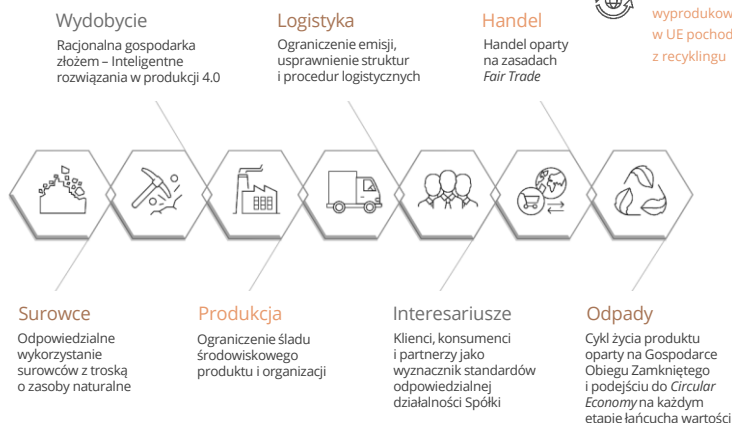 Wydobycie
Racjonalna gospodarka
złożem – Inteligentne
rozwiązania w produkcji 4.0
Logistyka
Ograniczenie emisji,
usprawnienie struktur
i procedur logistycznych
Handel
Handel oparty
na zasadach
Fair Trade
w UE
z recyklingu
Surowce
Odpowiedzialne
wykorzystanie
surowców z troską
o zasoby naturalne
Produkcja
Ograniczenie śladu
środowiskowego
produktu i organizacji
Interesariusze
Klienci, konsumenci
i partnerzy jako
wyznacznik standardów
odpowiedzialnej
działalności Spółki
Odpady
Cykl życia produktu
oparty na Gospodarce
Obiegu Zamkniętego
i podejściu do Circular
Economy na każdym
etapie łańcucha wartości